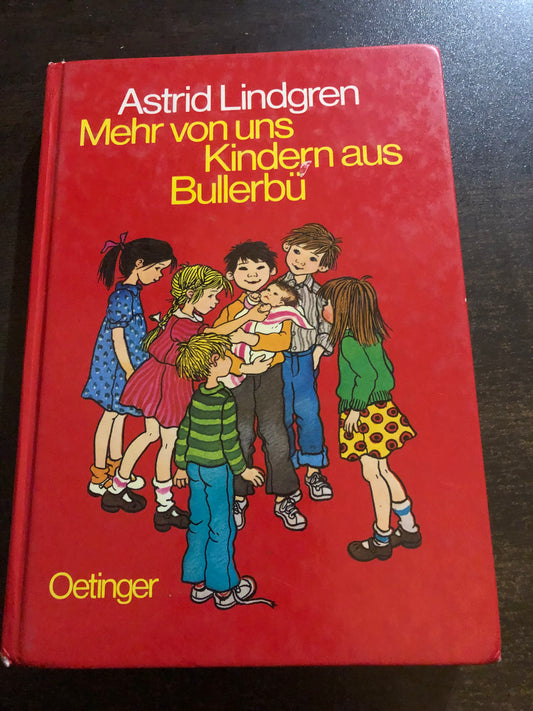 Astrid Lindgren
Mehr von uns
Kindern aus
Bullerbü
Oetinger